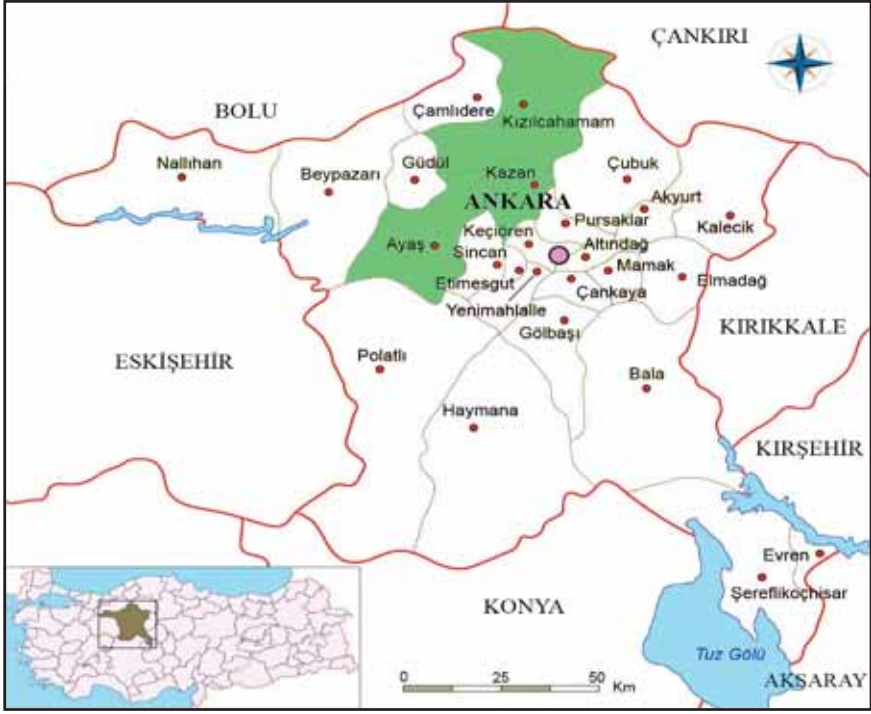 ÇANKIRI
BOLU
Çamlıdere
Kızılcahamam
Nallıhan
Beypazarı
Güdül
Kazan
Çubuk
ANKARA
Akyurt
Pursaklar
Kalecik
Keçiören
Ayaş
Sincan
Altındağ
Mamak
Etimesgut
Çankaya
Elmadağ
Yenimahlalle
Gölbaşı
KIRIKKALE
ESKİŞEHİR
Polatlı
Bala
Haymana
KIRŞEHİR
Evren
Şereflikoçhisar
KONYA
Tuz Gölü
AKSARAY
0 25 50
Km